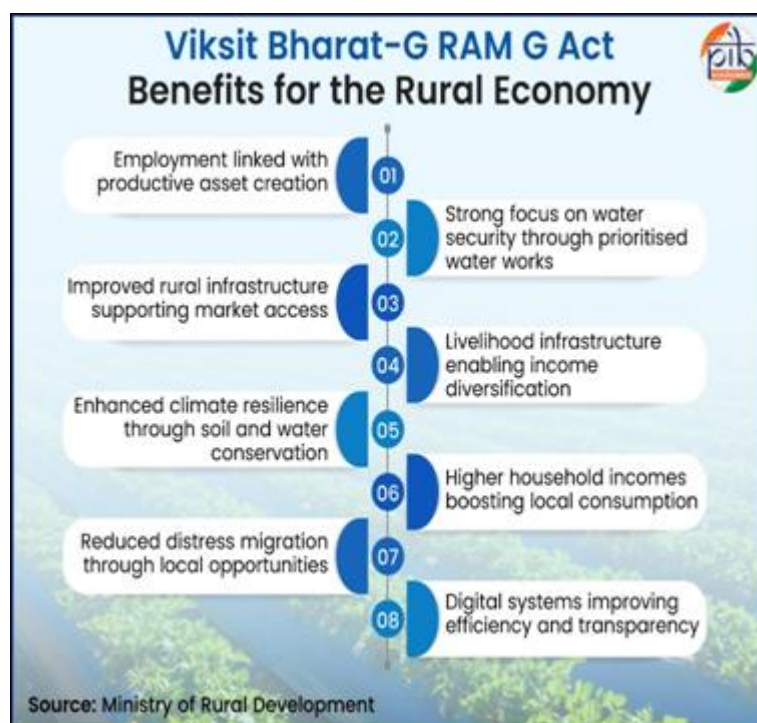 Viksit Bharat-G RAM G Act
Benefits for the Rural Economy
pib
Employment linked with
productive asset creation
01
02
Strong focus on water
security through prioritised
water works
Improved rural infrastructure
supporting market access
03
04
Livelihood infrastructure
enabling income
diversification
Enhanced climate resilience
through soil and water
conservation
05
06
Higher household incomes
boosting local consumption
Reduced distress migration
through local opportunities
07
08
Digital systems improving
efficiency and transparency
Source: Ministry of Rural Development